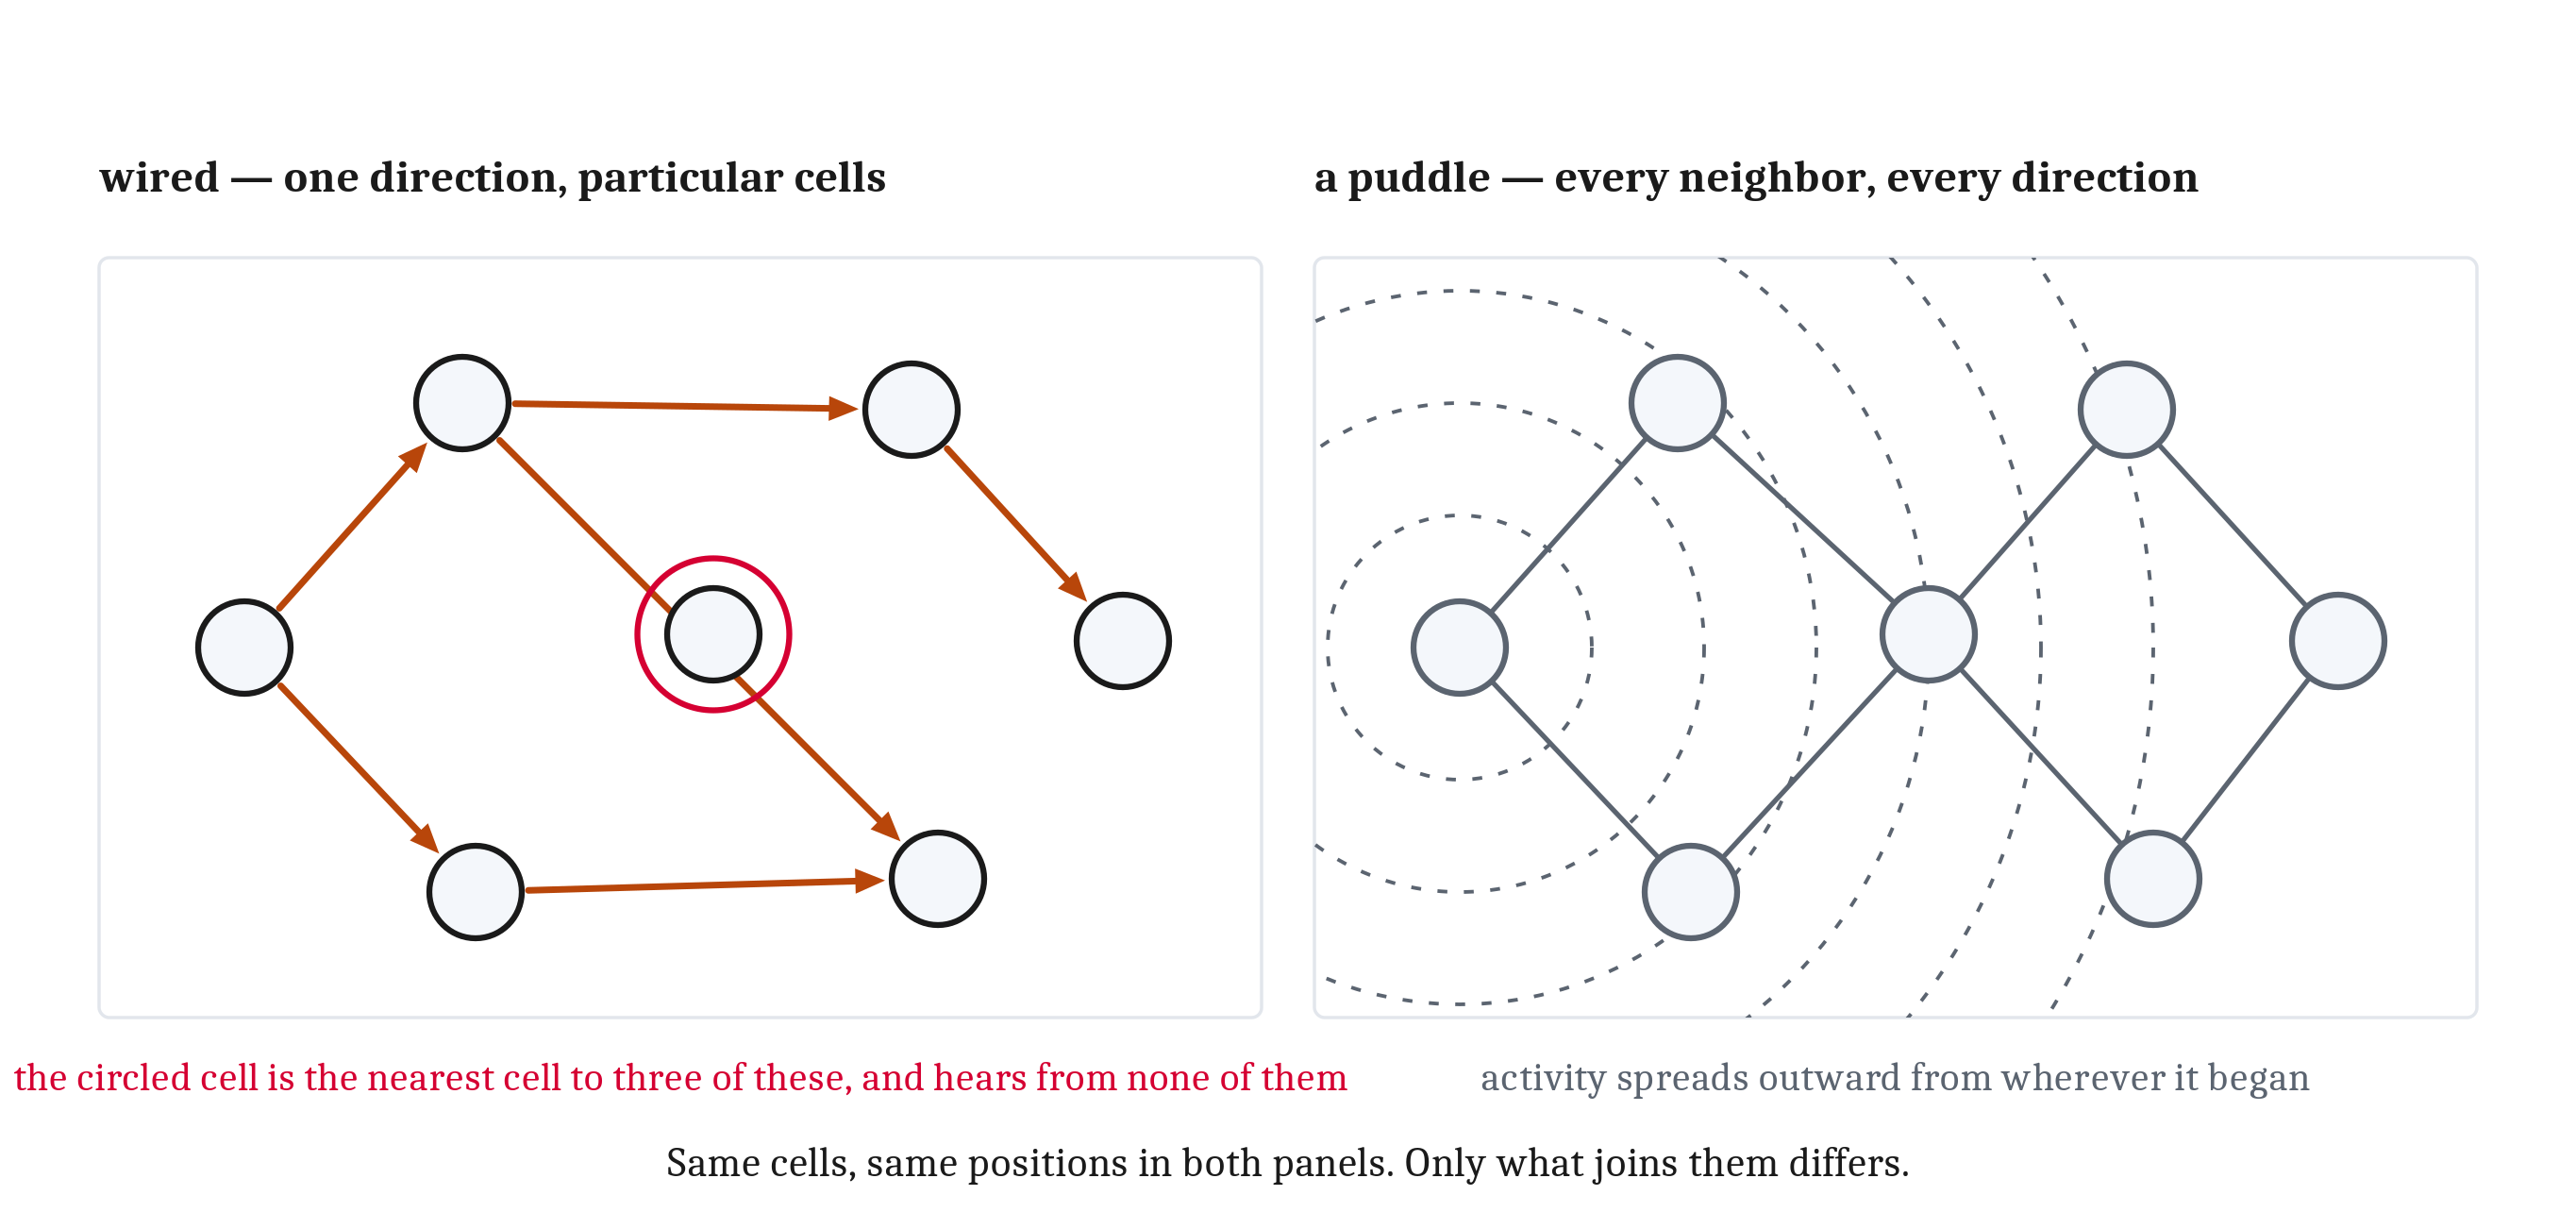 wired — one direction, particular cells
a puddle — every neighbor, every direction
the circled cell is the nearest cell to three of these, and hears from none of them
activity spreads outward from wherever it began
Same cells, same positions in both panels. Only what joins them differs.